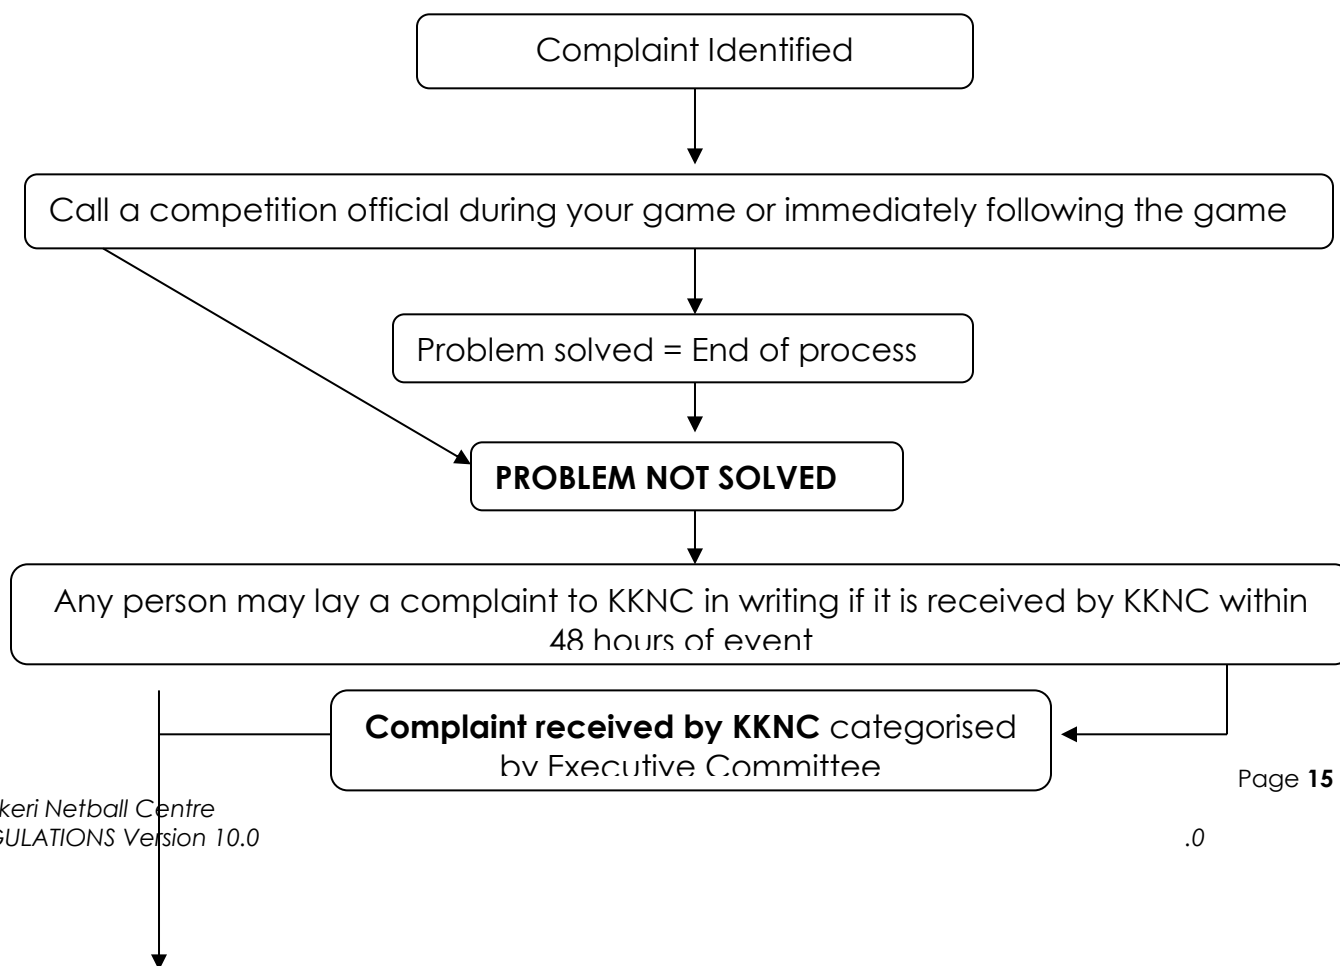 Complaint Identified
Call a competition official during your game or immediately following the game
Problem solved = End of process
PROBLEM NOT SOLVED
Any person may lay a complaint to KKNC in writing if it is received by KKNC within
48 hours of event
Complaint received by KKNC categorised
by Executive Committee
Page 15
keri Netball Centre
GULATIONS Version 10.0
.0